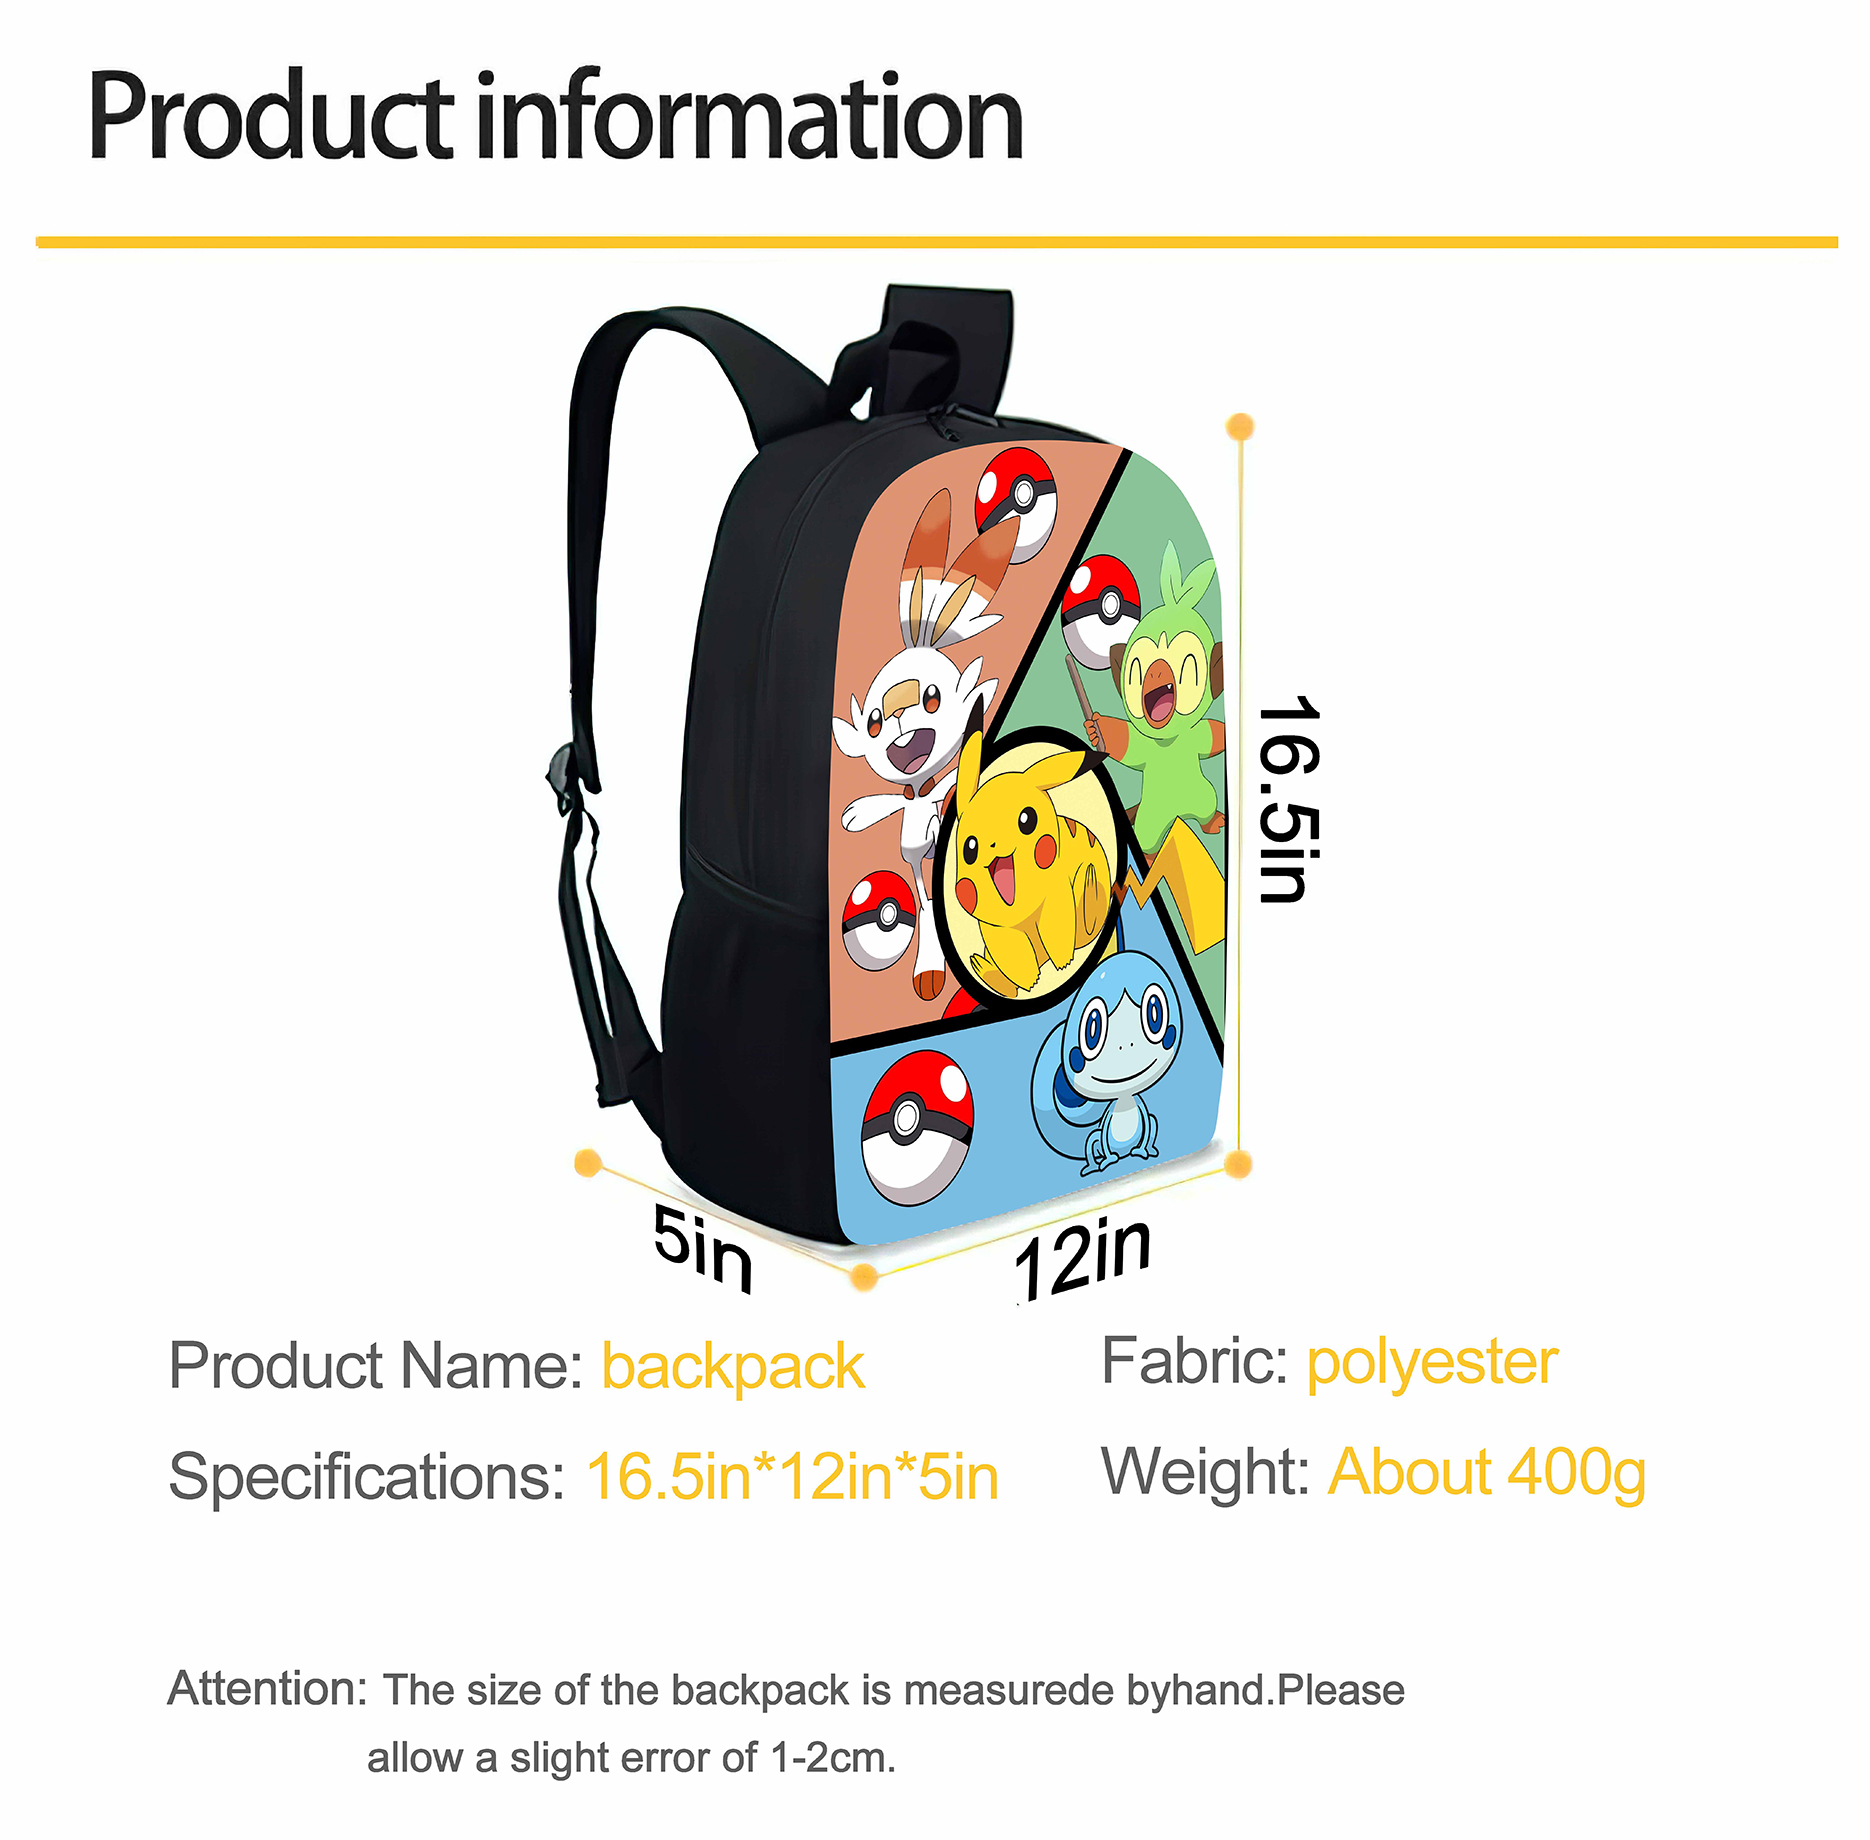 Product information
16.5in
5in
12in
Product Name: backpack
Fabric: polyester
Specifications: 16.5in*12in*5in
Weight: About 400g
Attention: The size of the backpack is measurede byhand.Please
allow a slight error of 1-2cm.